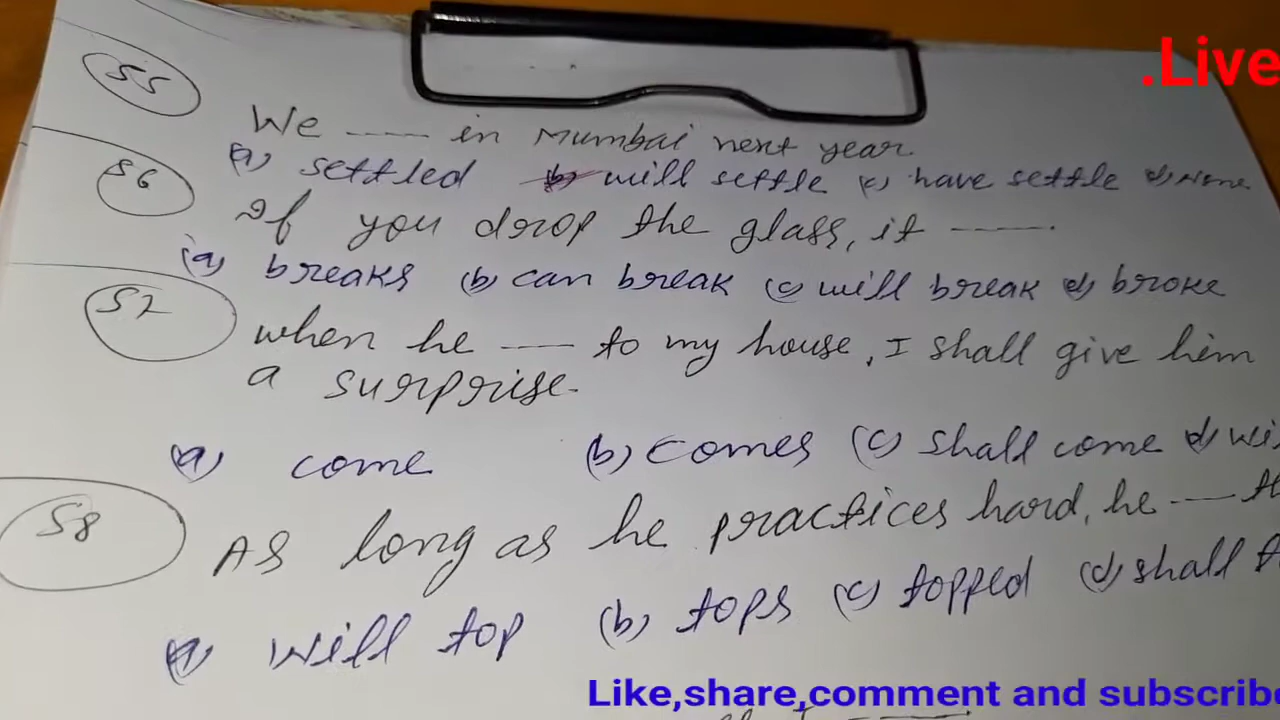 .Live
55
We ---- in Mumbai next year.
(a) settled (b) will settle (c) have settle (d) None
56
If you drop the glass, it -----.
(a) breaks (b) can break (c) will break (d) broke
57
when he ---- to my house, I shall give him
a surprise.
(a) come (b) comes (c) shall come (d) wi
58
As long as he practices hard, he ---- th
(a) will top (b) tops (c) topped (d) shall t
Like,share,comment and subscribe